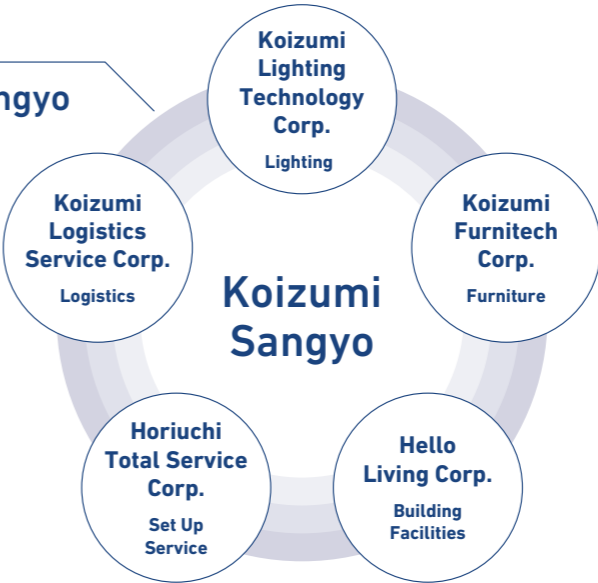 Koizumi
Lighting
Technology
Corp.
Lighting
Koizumi
Logistics
Service Corp.
Logistics
Koizumi
Furnitech
Corp.
Furniture
Koizumi
Sangyo
Horiuchi
Total Service
Corp.
Set Up
Service
Hello
Living Corp.
Building
Facilities